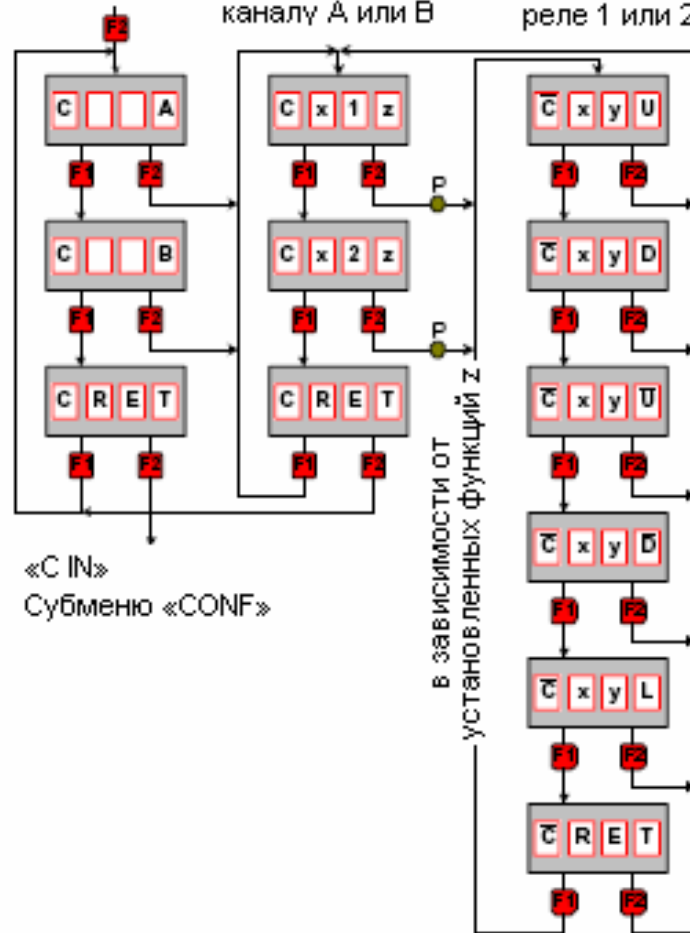 каналу А или В
реле 1 или 2
F2
C A
F1 F2
C B
F1 F2
C R E T
F1 F2
«C IN»
Субменю «CONF»
C x 1 z
F1 F2
P
C x 2 z
F1 F2
P
C R E T
F1 F2
в зависимости от
установленных функций z
C̅ x y U
F1 F2
C̅ x y D
F1 F2
C̅ x y U̅
F1 F2
C̅ x y D̅
F1 F2
C̅ x y L
F1 F2
C̅ R E T
F1 F2